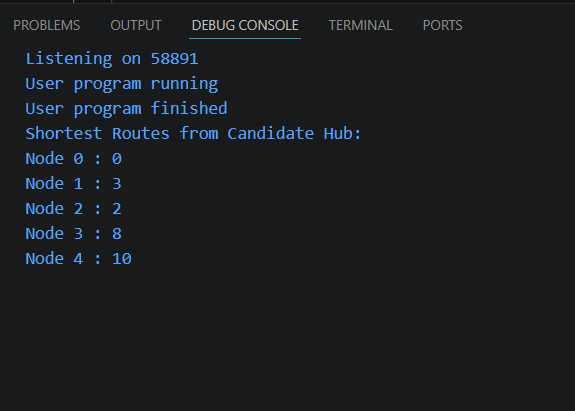 PROBLEMS OUTPUT DEBUG CONSOLE TERMINAL PORTS
Listening on 58891
User program running
User program finished
Shortest Routes from Candidate Hub:
Node 0 : 0
Node 1 : 3
Node 2 : 2
Node 3 : 8
Node 4 : 10